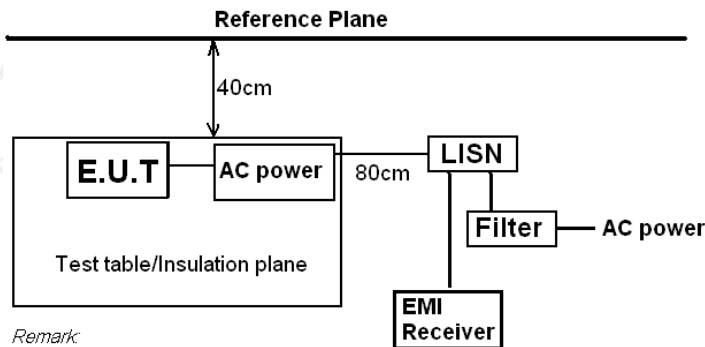 Reference Plane
40cm
E.U.T
AC power
80cm
LISN
Filter
AC power
Test table/Insulation plane
EMI
Receiver
Remark: